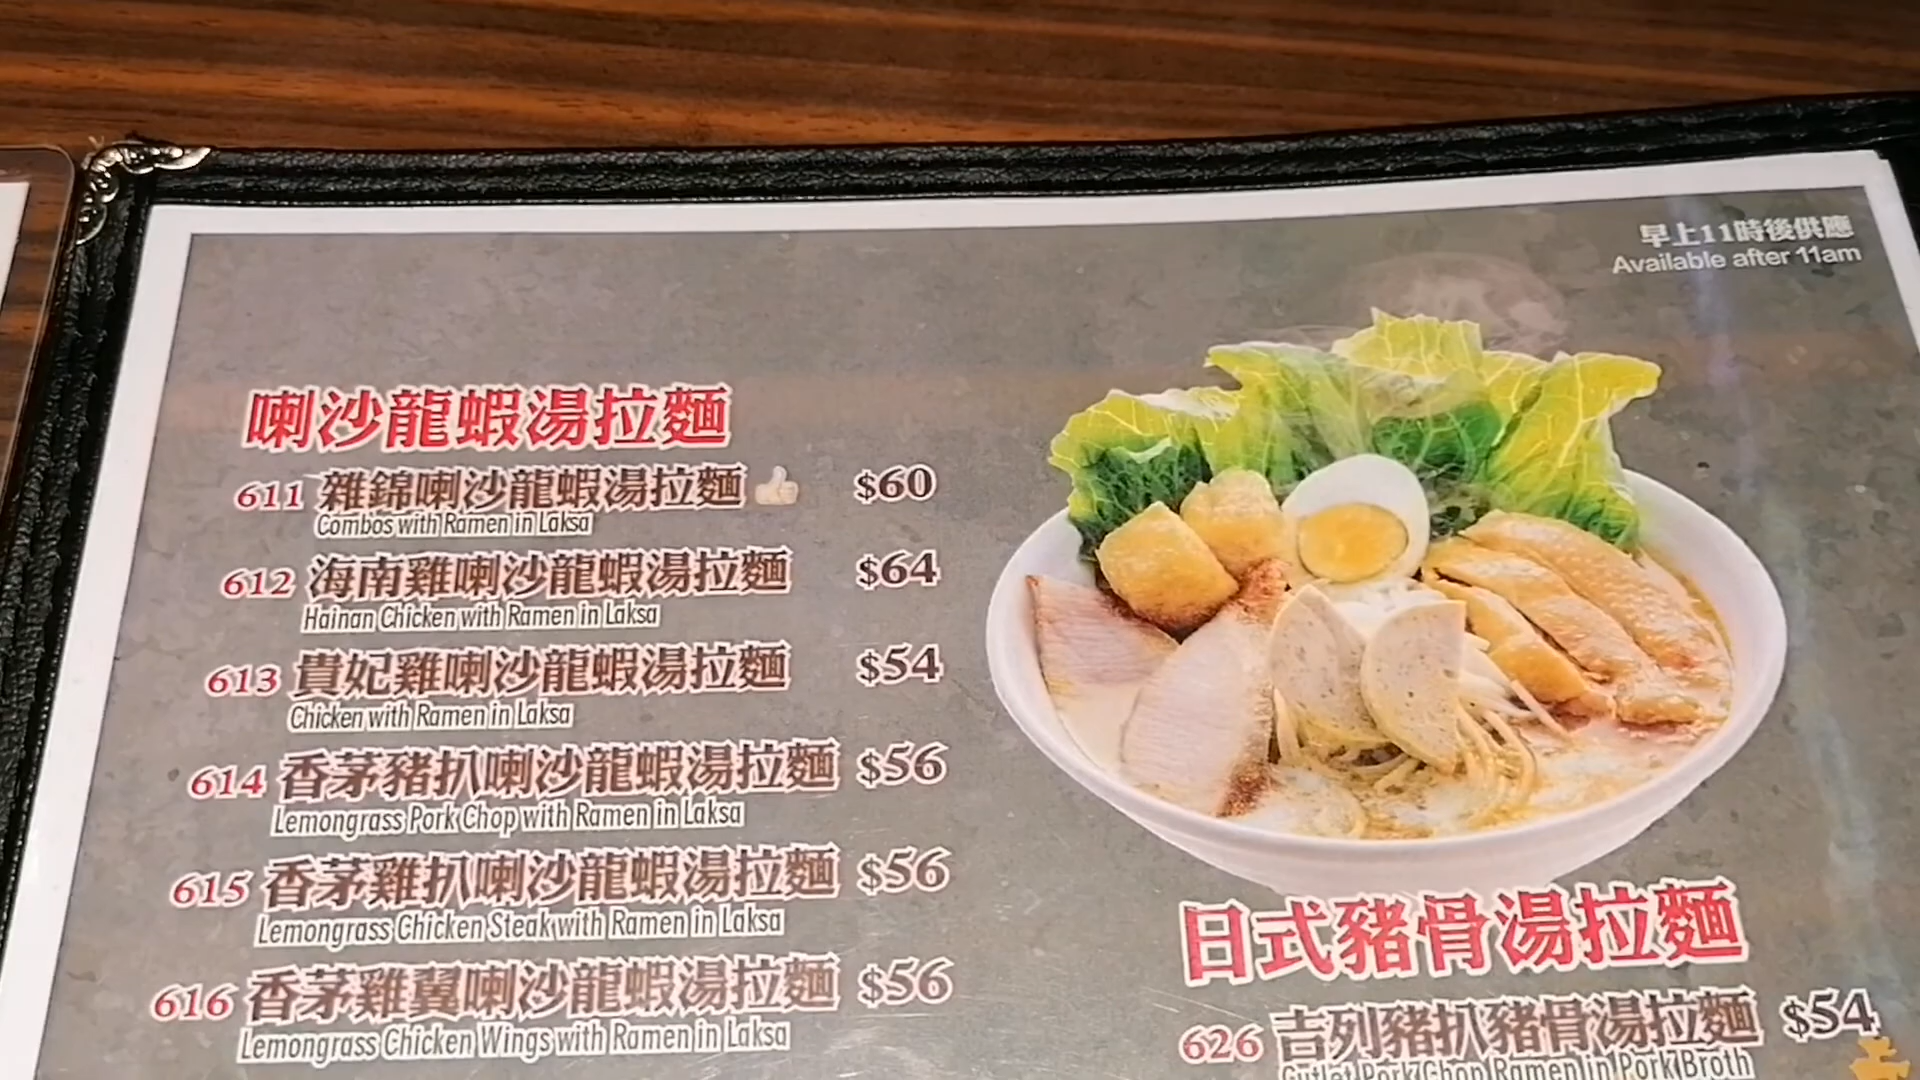 早上11時後供應
Available after 11am
喇沙龍蝦湯拉麵
611 雜錦喇沙龍蝦湯拉麵 $60
Combos with Ramen in Laksa
612 海南雞喇沙龍蝦湯拉麵 $64
Hainan Chicken with Ramen in Laksa
613 貴妃雞喇沙龍蝦湯拉麵 $54
Chicken with Ramen in Laksa
614 香茅豬扒喇沙龍蝦湯拉麵 $56
Lemongrass Pork Chop with Ramen in Laksa
615 香茅雞扒喇沙龍蝦湯拉麵 $56
Lemongrass Chicken Steak with Ramen in Laksa
616 香茅雞翼喇沙龍蝦湯拉麵 $56
Lemongrass Chicken Wings with Ramen in Laksa
日式豬骨湯拉麵
626 吉列豬扒豬骨湯拉麵 $54
Cutlet Pork Chop Ramen in Pork Broth